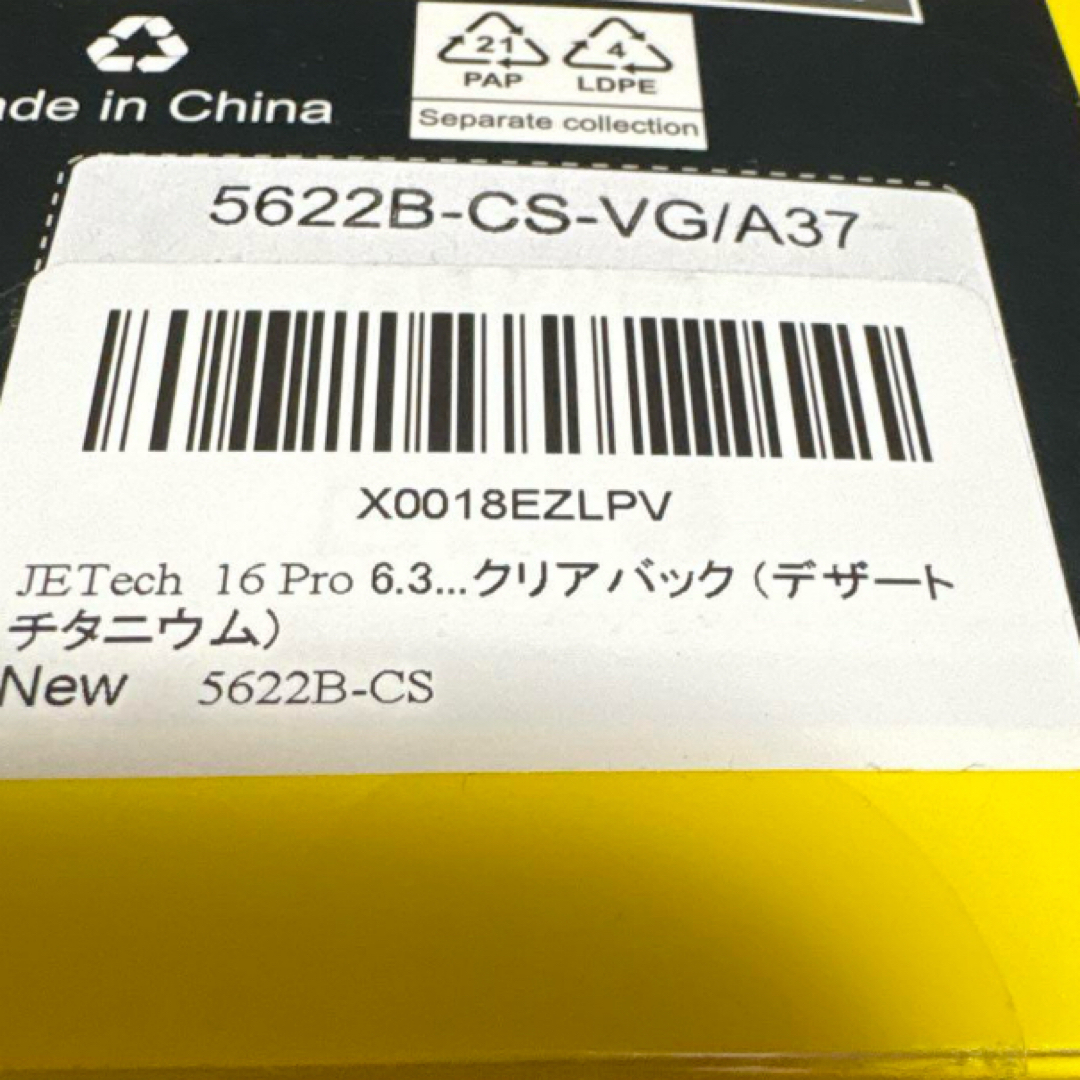 21
PAP
4
LDPE
ade in China
Separate collection
5622B-CS-VG/A37
X0018EZLPV
JETech 16 Pro 6.3...クリアバック（デザート
チタニウム）
New 5622B-CS